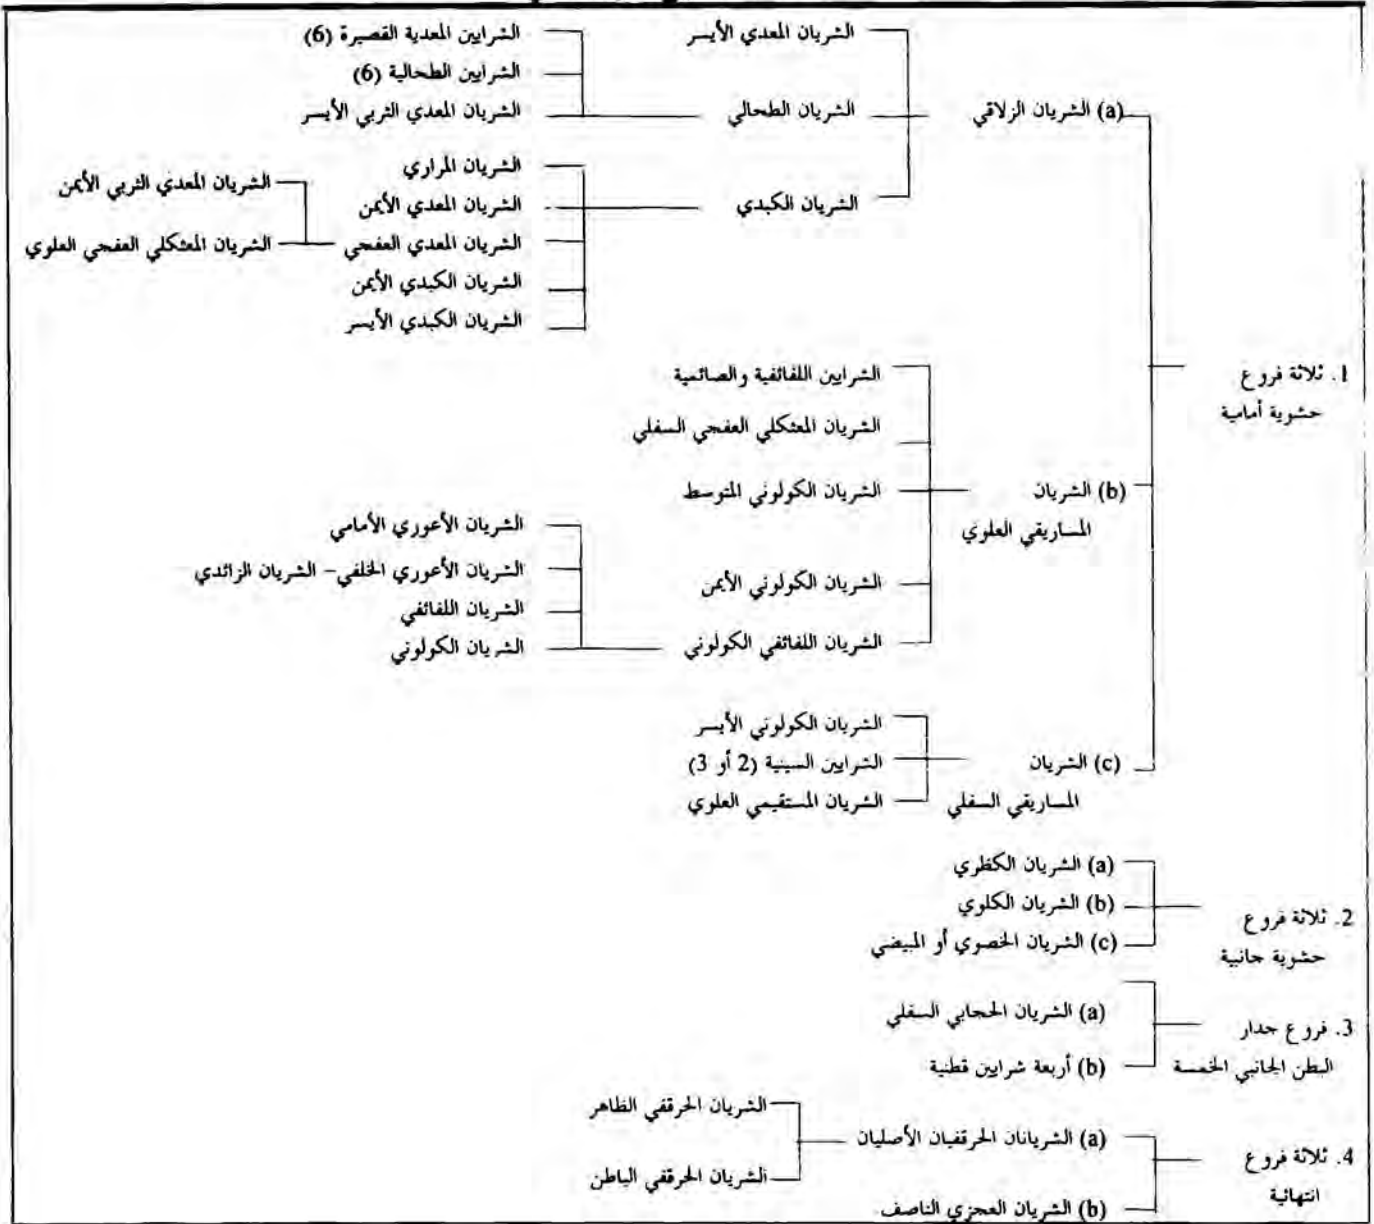 1. ثلاثة فروع
حشوية أمامية
(a) الشريان الزلاقي
الشريان المعدي الأيسر
الشريان الطحالي
الشرايين المعدية القصيرة (6)
الشرايين الطحالية (6)
الشريان المعدي الثربي الأيسر
الشريان الكبدي
الشريان المراري
الشريان المعدي الأيمن
الشريان المعدي العفجي
الشريان المعدي الثربي الأيمن
الشريان المعثكلي العفجي العلوي
الشريان الكبدي الأيمن
الشريان الكبدي الأيسر
(b) الشريان
المساريقي العلوي
الشرايين اللفائفية والصائمية
الشريان المعثكلي العفجي السفلي
الشريان الكولوني المتوسط
الشريان الكولوني الأيمن
الشريان اللفائفي الكولوني
الشريان الأعوري الأمامي
الشريان الأعوري الخلفي – الشريان الزائدي
الشريان اللفائفي
الشريان الكولوني
(c) الشريان
المساريقي السفلي
الشريان الكولوني الأيسر
الشرايين السينية (2 أو 3)
الشريان المستقيمي العلوي
2. ثلاثة فروع
حشوية جانبية
(a) الشريان الكظري
(b) الشريان الكلوي
(c) الشريان الخصوي أو المبيضي
3. فروع جدار
البطن الجانبي الخمسة
(a) الشريان الحجابي السفلي
(b) أربعة شرايين قطنية
4. ثلاثة فروع
انتهائية
(a) الشريانان الحرقفيان الأصليان
الشريان الحرقفي الظاهر
الشريان الحرقفي الباطن
(b) الشريان العجزي الناصف